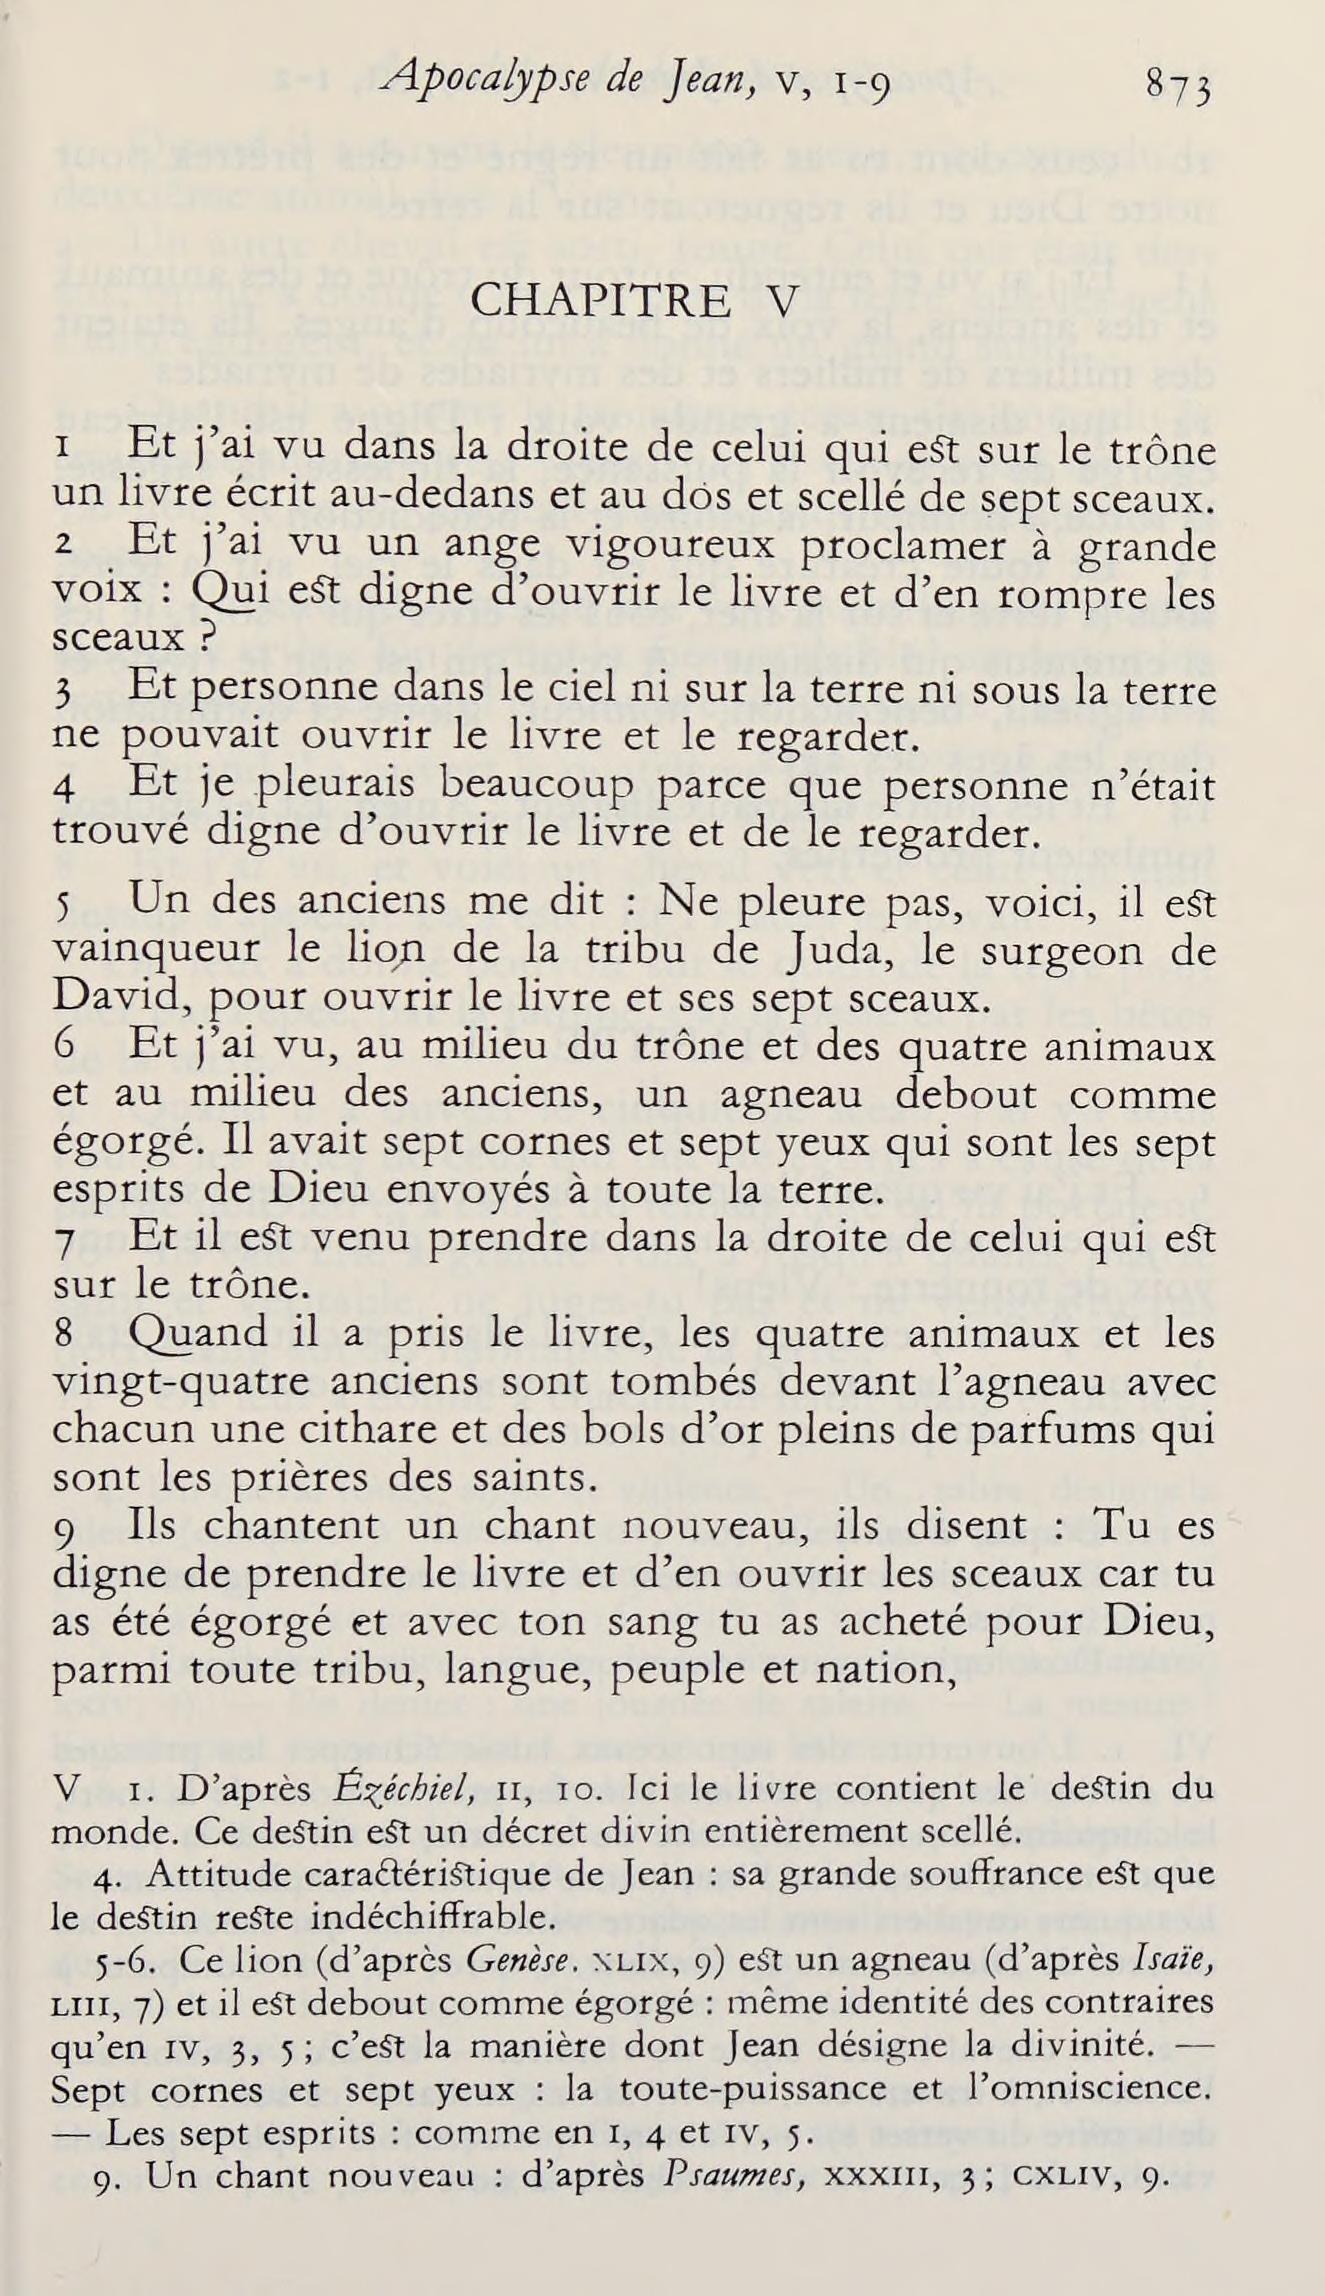 Apocalypse de Jean, V, 1-9 873
CHAPITRE V
1 Et j’ai vu dans la droite de celui qui est sur le trône
un livre écrit au-dedans et au dos et scellé de sept sceaux.
2 Et j’ai vu un ange vigoureux proclamer à grande
voix : Qui est digne d’ouvrir le livre et d’en rompre les
sceaux ?
3 Et personne dans le ciel ni sur la terre ni sous la terre
ne pouvait ouvrir le livre et le regarder.
4 Et je pleurais beaucoup parce que personne n’était
trouvé digne d’ouvrir le livre et de le regarder.
5 Un des anciens me dit : Ne pleure pas, voici, il est
vainqueur le lion de la tribu de Juda, le surgeon de
David, pour ouvrir le livre et ses sept sceaux.
6 Et j’ai vu, au milieu du trône et des quatre animaux
et au milieu des anciens, un agneau debout comme
égorgé. Il avait sept cornes et sept yeux qui sont les sept
esprits de Dieu envoyés à toute la terre.
7 Et il est venu prendre dans la droite de celui qui est
sur le trône.
8 Quand il a pris le livre, les quatre animaux et les
vingt-quatre anciens sont tombés devant l’agneau avec
chacun une cithare et des bols d’or pleins de parfums qui
sont les prières des saints.
9 Ils chantent un chant nouveau, ils disent : Tu es
digne de prendre le livre et d’en ouvrir les sceaux car tu
as été égorgé et avec ton sang tu as acheté pour Dieu,
parmi toute tribu, langue, peuple et nation,
V 1. D’après Ézéchiel, II, 10. Ici le livre contient le destin du
monde. Ce destin est un décret divin entièrement scellé.
4. Attitude caractéristique de Jean : sa grande souffrance est que
le destin reste indéchiffrable.
5-6. Ce lion (d’après Genèse, XLIX, 9) est un agneau (d’après Isaïe,
LIII, 7) et il est debout comme égorgé : même identité des contraires
qu’en IV, 3, 5 ; c’est la manière dont Jean désigne la divinité. —
Sept cornes et sept yeux : la toute-puissance et l’omniscience.
— Les sept esprits : comme en I, 4 et IV, 5.
9. Un chant nouveau : d’après Psaumes, XXXIII, 3 ; CXLIV, 9.